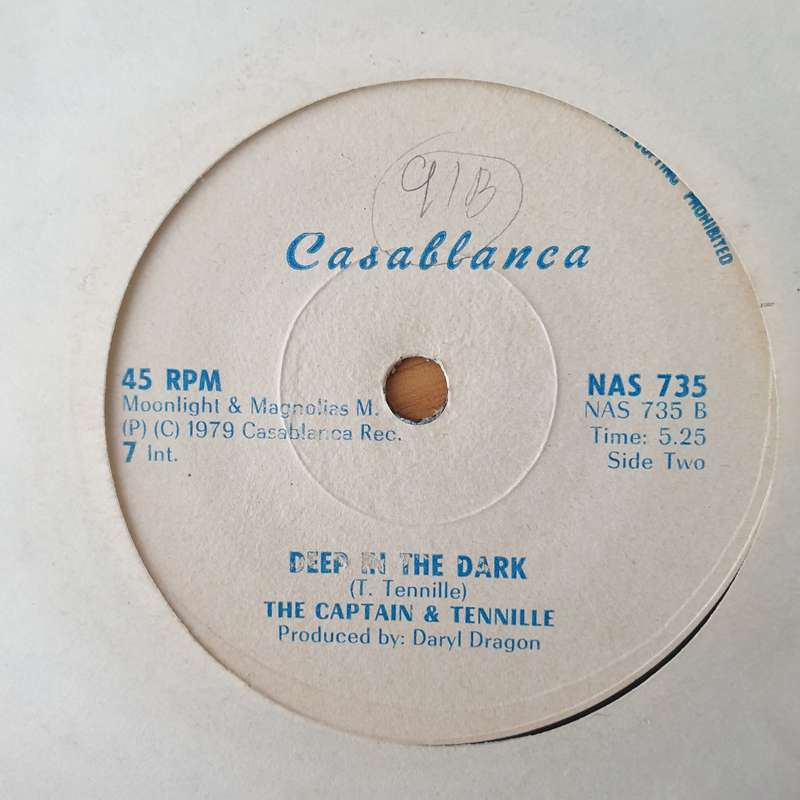 91B
COPYING PROHIBITED
Casablanca
45 RPM
Moonlight & Magnolias M.
(P) (C) 1979 Casablanca Rec.
7 Int.
NAS 735
NAS 735 B
Time: 5.25
Side Two
DEEP IN THE DARK
(T. Tennille)
THE CAPTAIN & TENNILLE
Produced by: Daryl Dragon